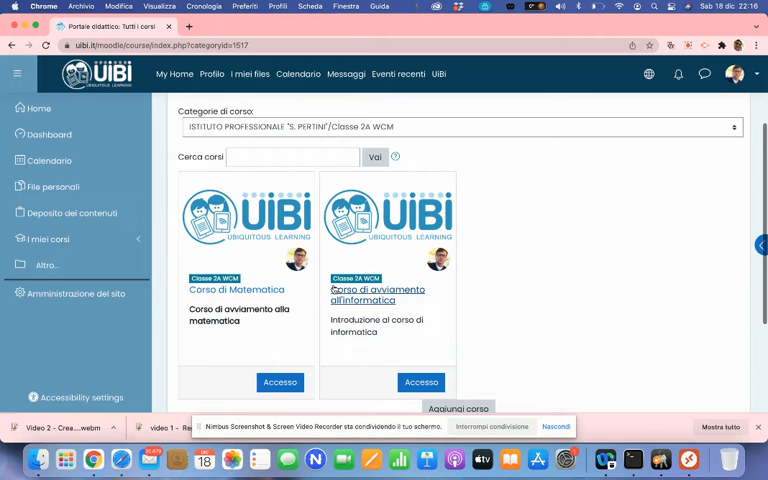 Chrome Archivio Modifica Visualizza Cronologia Preferiti Profili Scheda Finestra Guida Sab 18 dic 22:16
Portale didattico: Tutti i corsi
uibi.it/moodle/course/index.php?categoryid=1517
UiBi
UBIQUITOUS LEARNING
My Home Profilo I miei files Calendario Messaggi Eventi recenti UiBi
Home
Dashboard
Calendario
File personali
Deposito dei contenuti
I miei corsi
Altro...
Amministrazione del sito
Accessibility settings
Categorie di corso:
ISTITUTO PROFESSIONALE "S. PERTINI"/Classe 2A WCM
Cerca corsi Vai
UiBi
UBIQUITOUS LEARNING
Classe 2A WCM
Corso di Matematica
Corso di avviamento alla
matematica
Accesso
UiBi
UBIQUITOUS LEARNING
Classe 2A WCM
Corso di avviamento
all'informatica
Introduzione al corso di
informatica
Accesso
Aggiungi corso
Video 2 - Crea....webm
Nimbus Screenshot & Screen Video Recorder sta condividendo il tuo schermo. Interrompi condivisione Nascondi
Mostra tutto